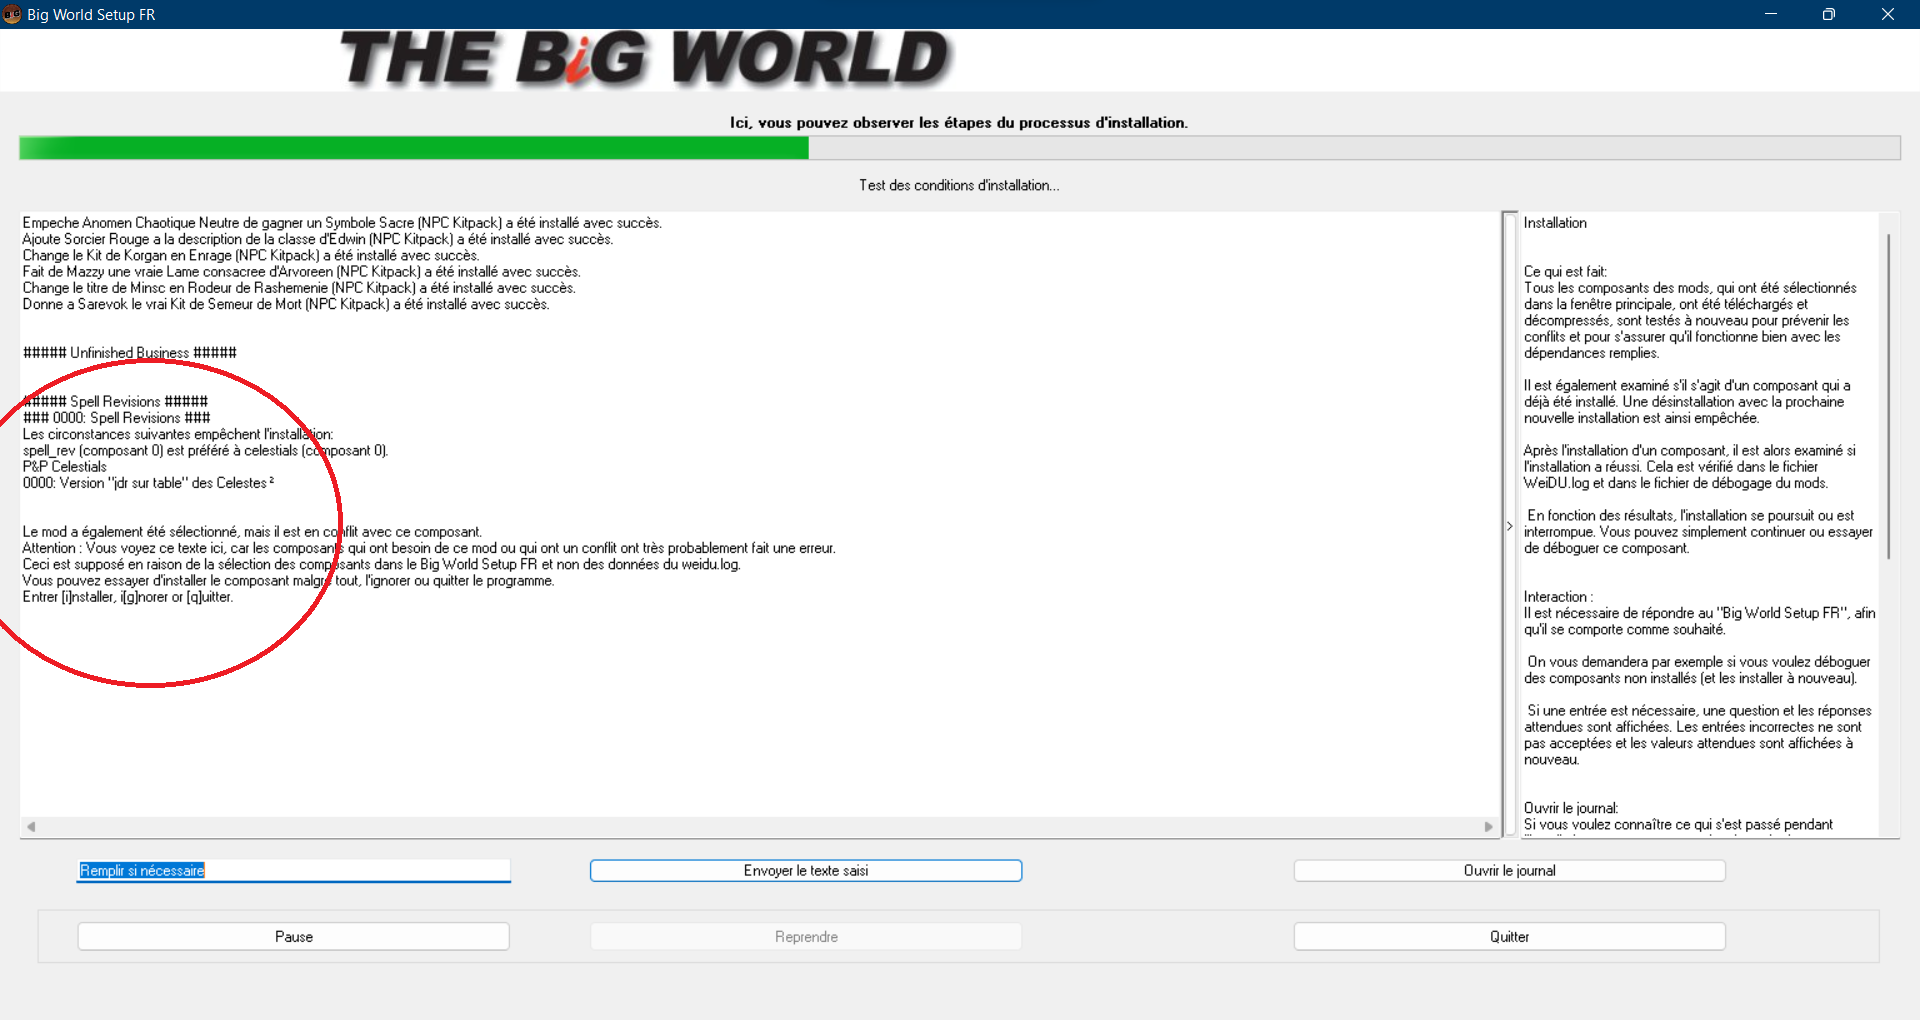 Big World Setup FR
THE BiG WORLD
Ici, vous pouvez observer les étapes du processus d'installation.
Test des conditions d'installation...
Empeche Anomen Chaotique Neutre de gagner un Symbole Sacre (NPC Kitpack) a été installé avec succès.
Ajoute Sorcier Rouge a la description de la classe d'Edwin (NPC Kitpack) a été installé avec succès.
Change le Kit de Korgan en Enrage (NPC Kitpack) a été installé avec succès.
Fait de Mazzy une vraie Lame consacree d'Arvoreen (NPC Kitpack) a été installé avec succès.
Change le titre de Minsc en Rodeur de Rashemenie (NPC Kitpack) a été installé avec succès.
Donne a Sarevok le vrai Kit de Semeur de Mort (NPC Kitpack) a été installé avec succès.
##### Unfinished Business #####
##### Spell Revisions #####
### 0000: Spell Revisions ###
Les circonstances suivantes empêchent l'installation:
spell_rev (composant 0) est préféré à celestials (composant 0).
P&P Celestials
0000: Version "jdr sur table" des Celestes ²
Le mod a également été sélectionné, mais il est en conflit avec ce composant.
Attention : Vous voyez ce texte ici, car les composants qui ont besoin de ce mod ou qui ont un conflit ont très probablement fait une erreur.
Ceci est supposé en raison de la sélection des composants dans le Big World Setup FR et non des données du weidu.log.
Vous pouvez essayer d'installer le composant malgré tout, l'ignorer ou quitter le programme.
Entrer [i]nstaller, i[g]norer or [q]uitter.
Installation
Ce qui est fait:
Tous les composants des mods, qui ont été sélectionnés
dans la fenêtre principale, ont été téléchargés et
décompressés, sont testés à nouveau pour prévenir les
conflits et pour s'assurer qu'il fonctionne bien avec les
dépendances remplies.
Il est également examiné s'il s'agit d'un composant qui a
déjà été installé. Une désinstallation avec la prochaine
nouvelle installation est ainsi empêchée.
Après l'installation d'un composant, il est alors examiné si
l'installation a réussi. Cela est vérifié dans le fichier
WeiDU.log et dans le fichier de débogage du mods.
En fonction des résultats, l'installation se poursuit ou est
interrompue. Vous pouvez simplement continuer ou essayer
de déboguer ce composant.
Interaction :
Il est nécessaire de répondre au "Big World Setup FR", afin
qu'il se comporte comme souhaité.
On vous demandera par exemple si vous voulez déboguer
des composants non installés (et les installer à nouveau).
Si une entrée est nécessaire, une question et les réponses
attendues sont affichées. Les entrées incorrectes ne sont
pas acceptées et les valeurs attendues sont affichées à
nouveau.
Ouvrir le journal:
Si vous voulez connaître ce qui s'est passé pendant
Remplir si nécessaire
Envoyer le texte saisi
Ouvrir le journal
Pause
Reprendre
Quitter